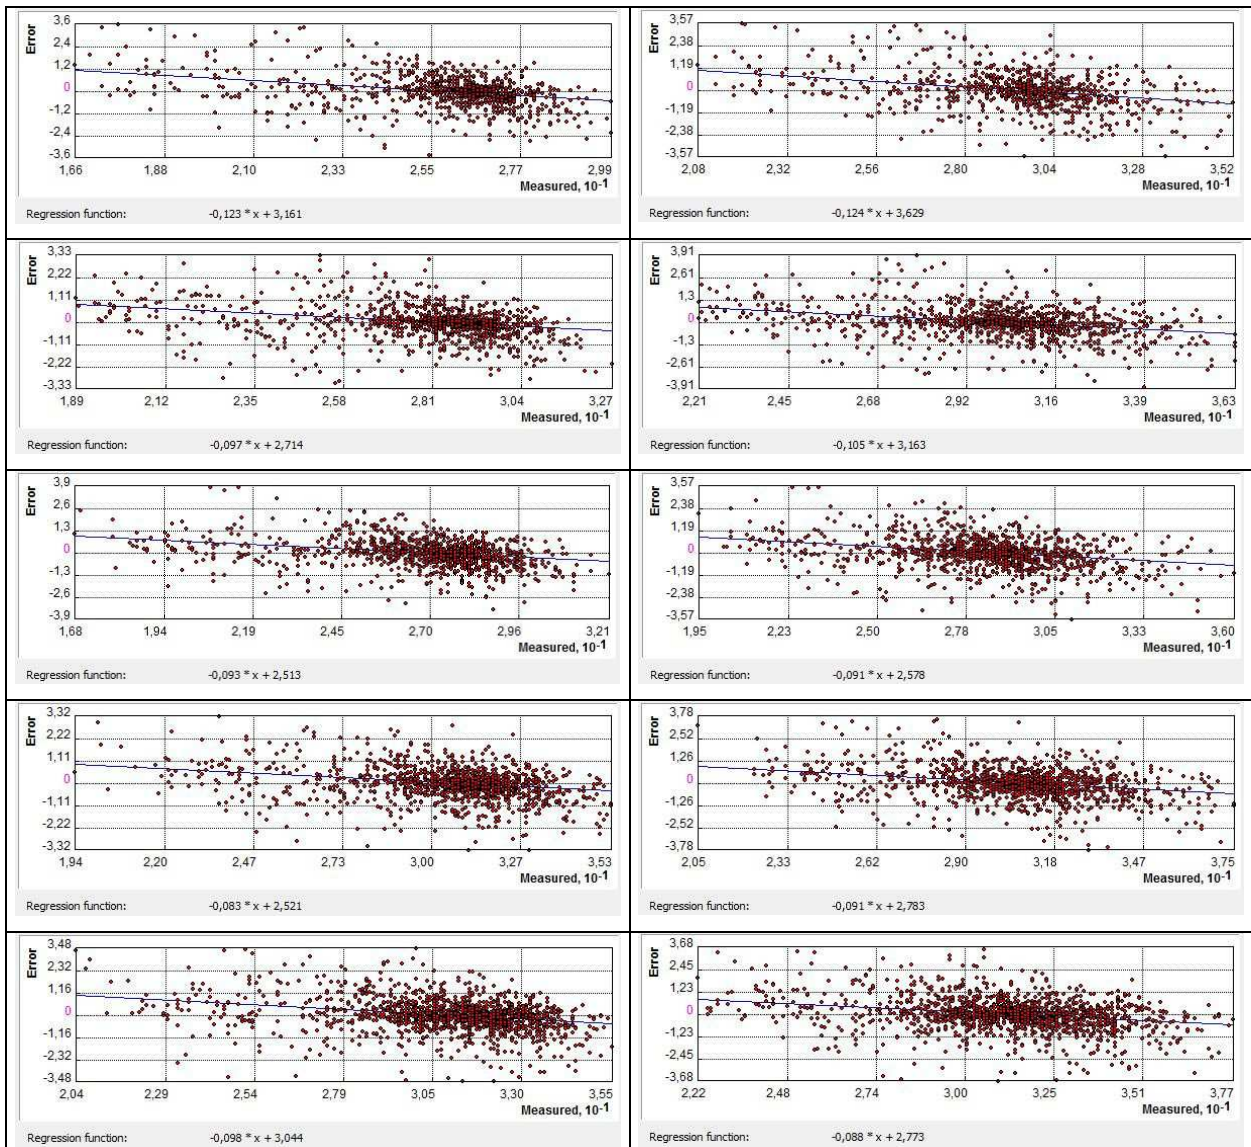 Error
3,6
2,4
1,2
0
-1,2
-2,4
-3,6
1,66 1,88 2,10 2,33 2,55 2,77 2,99
Measured, 10-1
Regression function: -0,123 * x + 3,161
Error
3,57
2,38
1,19
0
-1,19
-2,38
-3,57
2,08 2,32 2,56 2,80 3,04 3,28 3,52
Measured, 10-1
Regression function: -0,124 * x + 3,629
Error
3,33
2,22
1,11
0
-1,11
-2,22
-3,33
1,89 2,12 2,35 2,58 2,81 3,04 3,27
Measured, 10-1
Regression function: -0,097 * x + 2,714
Error
3,91
2,61
1,3
0
-1,3
-2,61
-3,91
2,21 2,45 2,68 2,92 3,16 3,39 3,63
Measured, 10-1
Regression function: -0,105 * x + 3,163
Error
3,9
2,6
1,3
0
-1,3
-2,6
-3,9
1,68 1,94 2,19 2,45 2,70 2,96 3,21
Measured, 10-1
Regression function: -0,093 * x + 2,513
Error
3,57
2,38
1,19
0
-1,19
-2,38
-3,57
1,95 2,23 2,50 2,78 3,05 3,33 3,60
Measured, 10-1
Regression function: -0,091 * x + 2,578
Error
3,32
2,22
1,11
0
-1,11
-2,22
-3,32
1,94 2,20 2,47 2,73 3,00 3,27 3,53
Measured, 10-1
Regression function: -0,083 * x + 2,521
Error
3,78
2,52
1,26
0
-1,26
-2,52
-3,78
2,05 2,33 2,62 2,90 3,18 3,47 3,75
Measured, 10-1
Regression function: -0,091 * x + 2,783
Error
3,48
2,32
1,16
0
-1,16
-2,32
-3,48
2,04 2,29 2,54 2,79 3,05 3,30 3,55
Measured, 10-1
Regression function: -0,098 * x + 3,044
Error
3,68
2,45
1,23
0
-1,23
-2,45
-3,68
2,22 2,48 2,74 3,00 3,25 3,51 3,77
Measured, 10-1
Regression function: -0,088 * x + 2,773